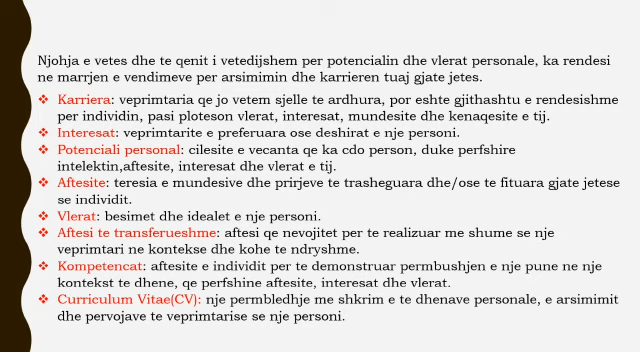 Njohja e vetes dhe te qenit i vetedijshem per potencialin dhe vlerat personale, ka rendesi
ne marrjen e vendimeve per arsimimin dhe karrieren tuaj gjate jetes.
❖ Karriera: veprimtaria qe jo vetem sjelle te ardhura, por eshte gjithashtu e rendesishme
per individin, pasi ploteson vlerat, interesat, mundesite dhe kenaqesite e tij.
❖ Interesat: veprimtarite e preferuara ose deshirat e nje personi.
❖ Potenciali personal: cilesite e vecanta qe ka cdo person, duke perfshire
intelektin,aftesite, interesat dhe vlerat e tij.
❖ Aftesite: teresia e mundesive dhe prirjeve te trasheguara dhe/ose te fituara gjate jetese
se individit.
❖ Vlerat: besimet dhe idealet e nje personi.
❖ Aftesi te transferueshme: aftesi qe nevojitet per te realizuar me shume se nje
veprimtari ne kontekse dhe kohe te ndryshme.
❖ Kompetencat: aftesite e individit per te demonstruar permbushjen e nje pune ne nje
kontekst te dhene, qe perfshine aftesite, interesat dhe vlerat.
❖ Curriculum Vitae(CV): nje permbledhje me shkrim e te dhenave personale, e arsimimit
dhe pervojave te veprimtarise se nje personi.